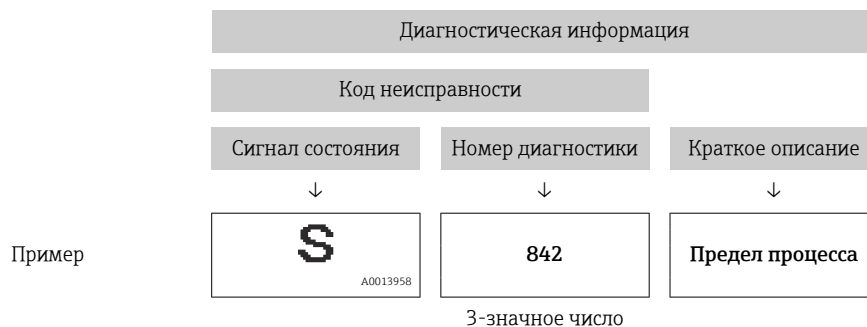 Диагностическая информация
Код неисправности
Сигнал состояния Номер диагностики Краткое описание
↓ ↓ ↓
Пример S 842 Предел процесса
A0013958
3-значное число